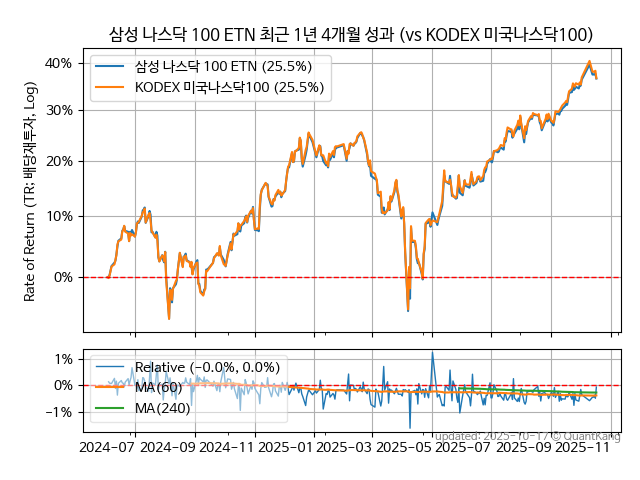 삼성 나스닥 100 ETN 최근 1년 4개월 성과 (vs KODEX 미국나스닥100)
Rate of Return (TR: 배당재투자, Log)
40%
30%
20%
10%
0%
삼성 나스닥 100 ETN (25.5%)
KODEX 미국나스닥100 (25.5%)
1%
0%
−1%
Relative (−0.0%, 0.0%)
MA(60)
MA(240)
2024−07 2024−09 2024−11 2025−01 2025−03 2025−05 2025−07 2025−09 2025−11
updated: 2025-10-17 © QuantKang